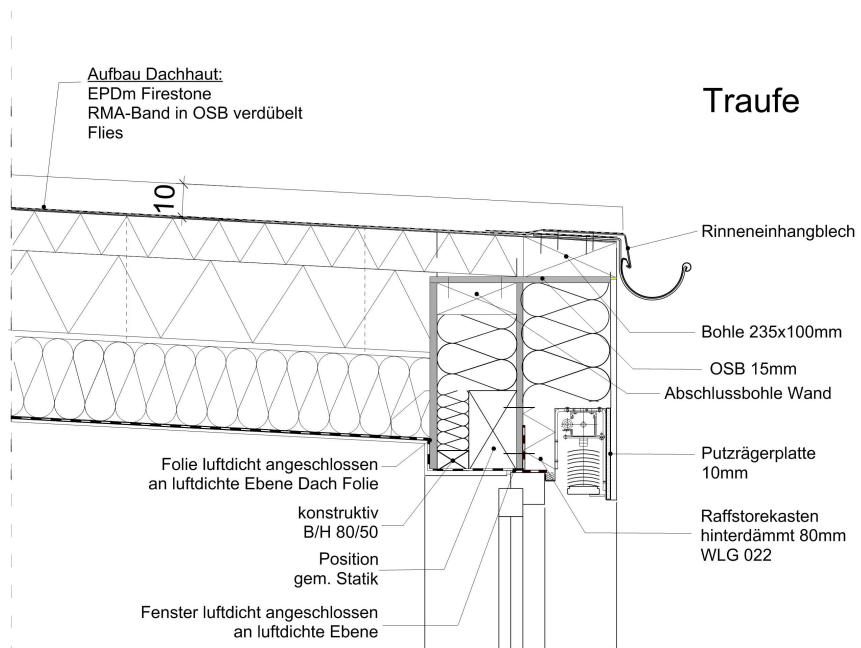 Aufbau Dachhaut:
EPDm Firestone
RMA-Band in OSB verdübelt
Flies
Traufe
10
Rinneneinhangblech
Bohle 235x100mm
OSB 15mm
Abschlussbohle Wand
Putzrägerplatte
10mm
Raffstorekasten
hinterdämmt 80mm
WLG 022
Folie luftdicht angeschlossen
an luftdichte Ebene Dach Folie
konstruktiv
B/H 80/50
Position
gem. Statik
Fenster luftdicht angeschlossen
an luftdichte Ebene